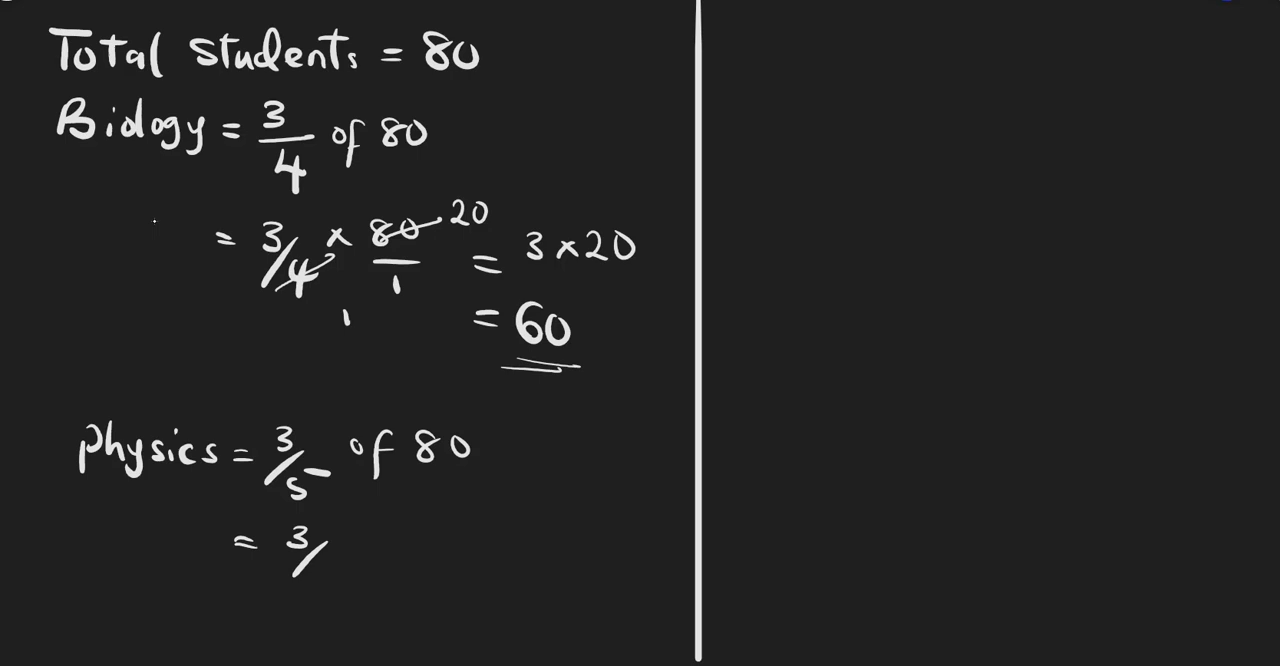 Total students = 80
Biology = 3/4 of 80
= 3/4 × 80/1 20 = 3 × 20
1
= 60
Physics = 3/5 of 80
= 3/